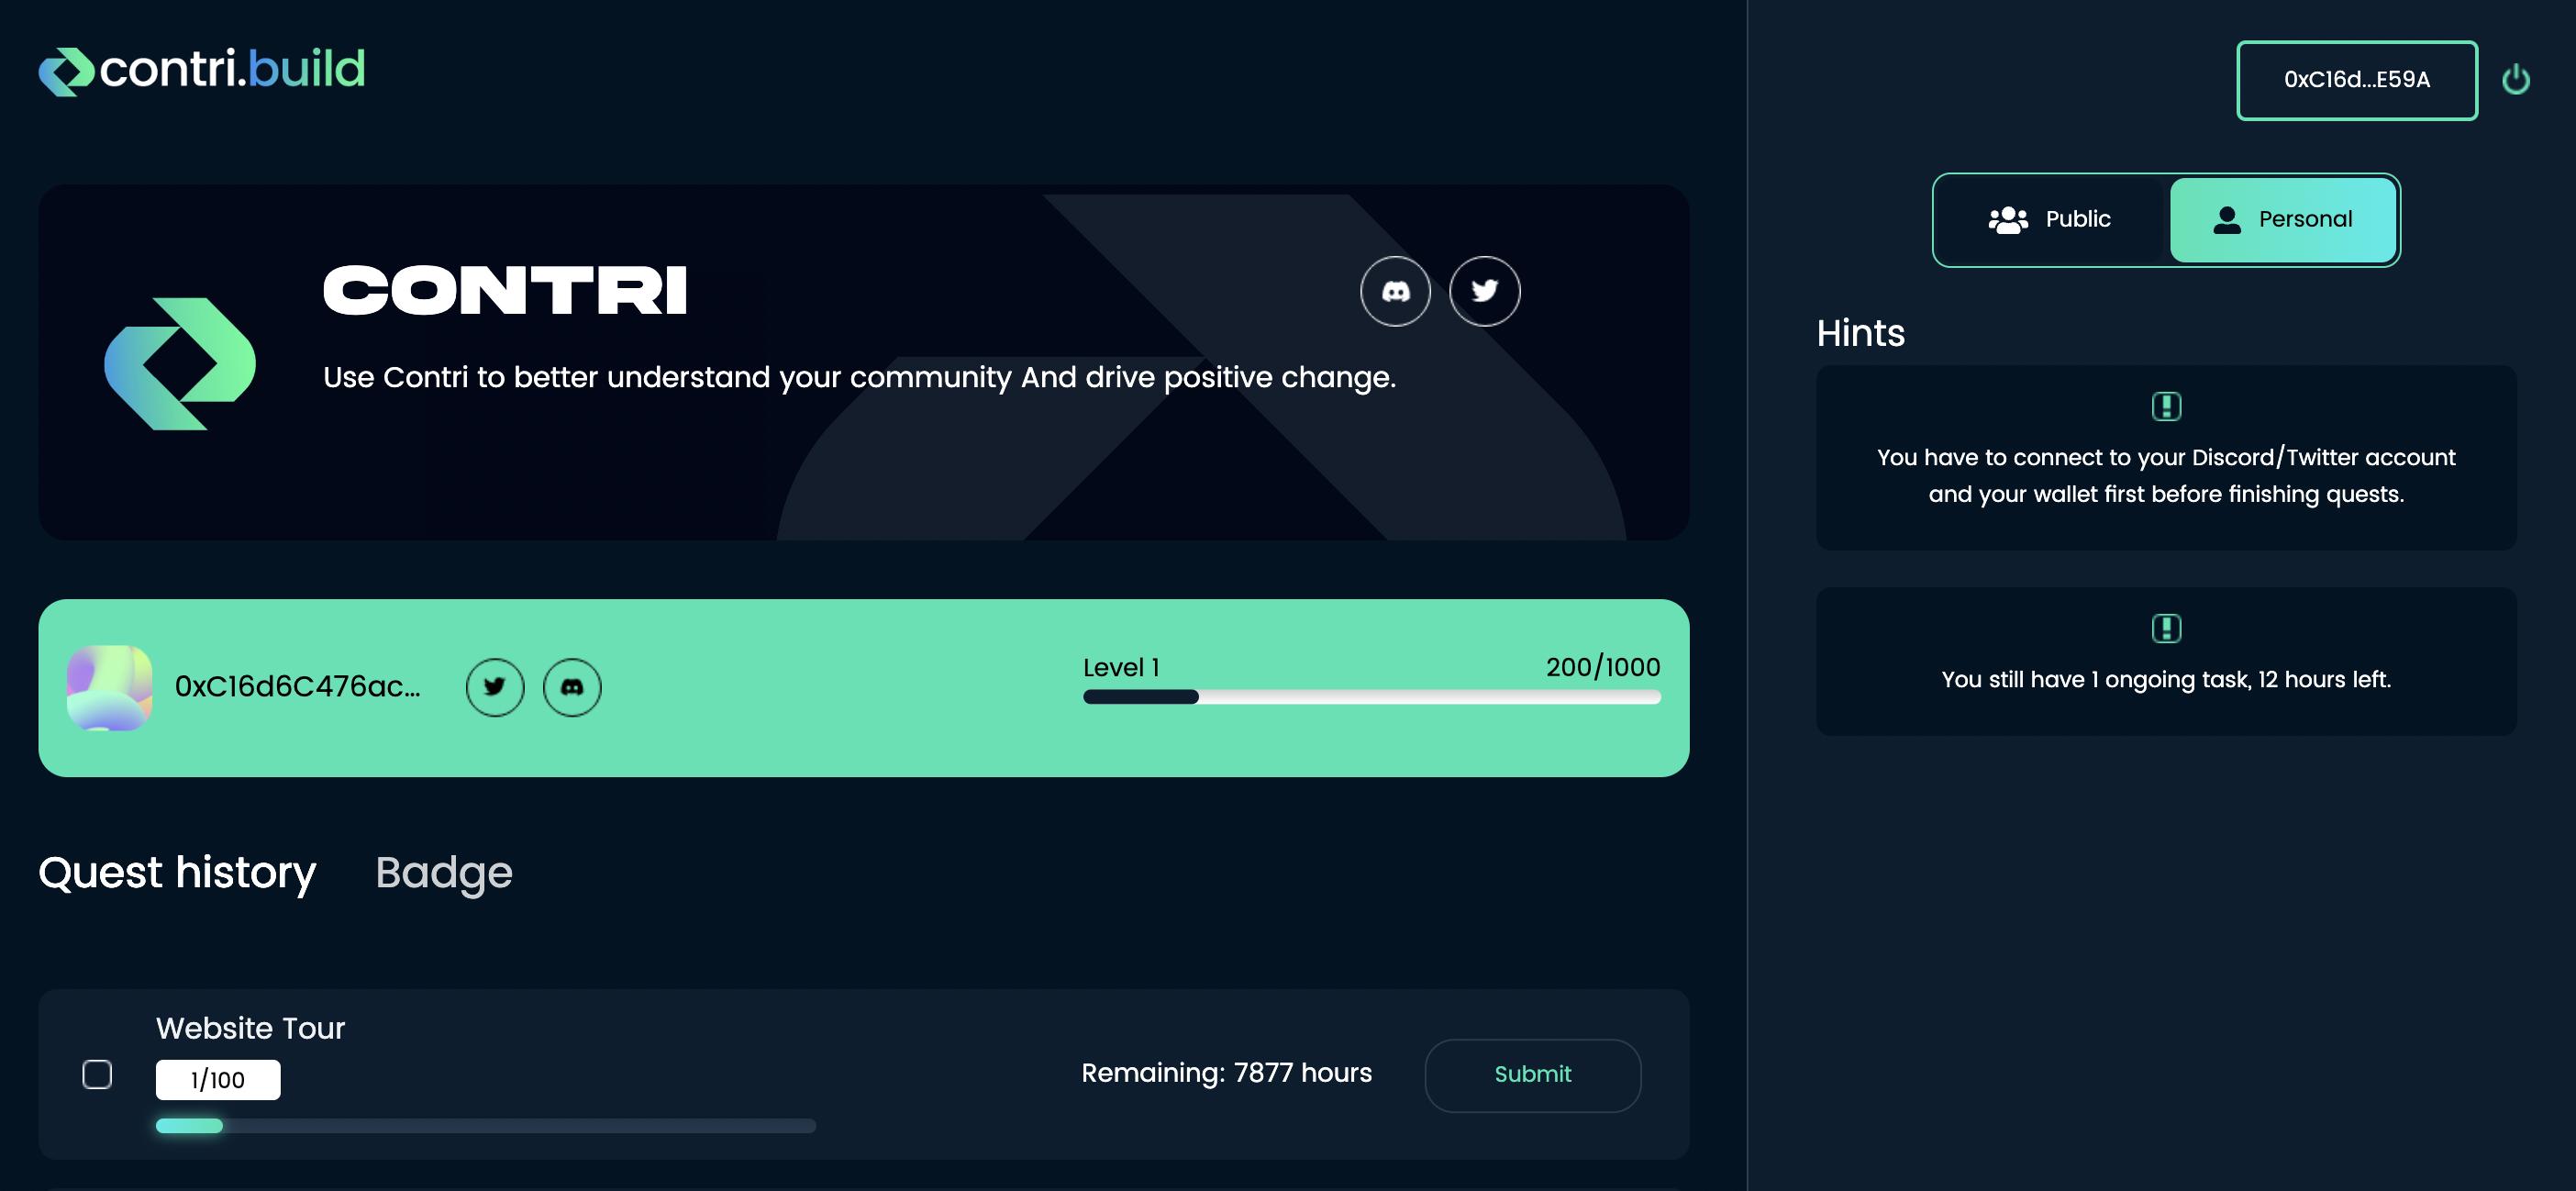 contri.build
0xC16d...E59A
Public
Personal
CONTRI
Use Contri to better understand your community And drive positive change.
Hints
You have to connect to your Discord/Twitter account
and your wallet first before finishing quests.
You still have 1 ongoing task, 12 hours left.
0xC16d6C476ac...
Level 1
200/1000
Quest history
Badge
Website Tour
1/100
Remaining: 7877 hours
Submit